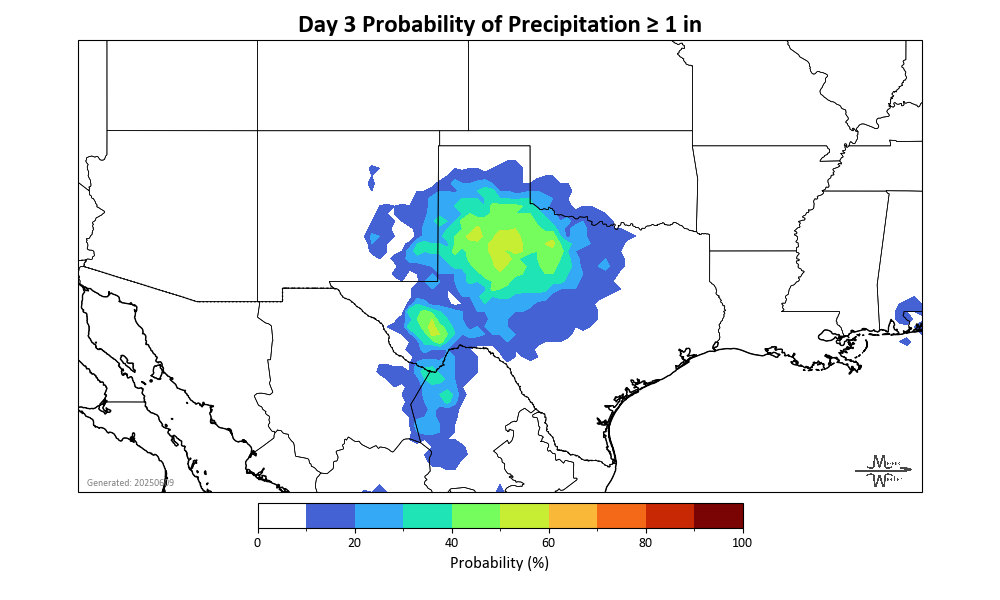 Day 3 Probability of Precipitation ≥ 1 in
Generated: 20250609
0 20 40 60 80 100
Probability (%)